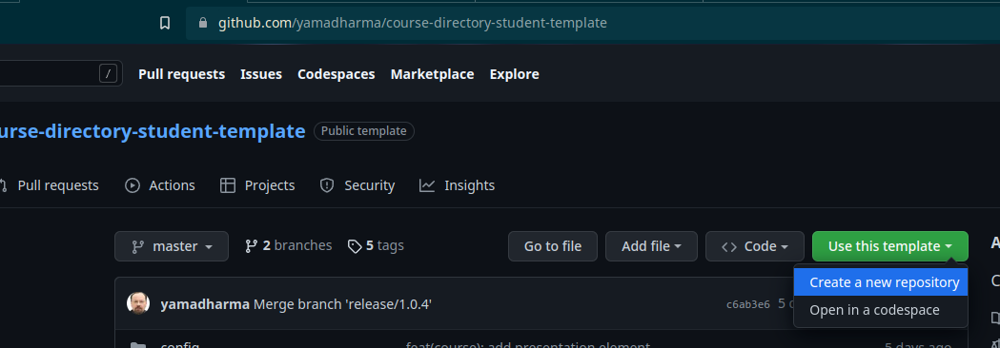 github.com/yamadharma/course-directory-student-template
/ Pull requests Issues Codespaces Marketplace Explore
urse-directory-student-template Public template
Pull requests Actions Projects Security Insights
master 2 branches 5 tags Go to file Add file Code Use this template
Create a new repository
yamadharma Merge branch 'release/1.0.4' c6ab3e6 5
Open in a codespace
config feat(course): add presentation element 5 days ago